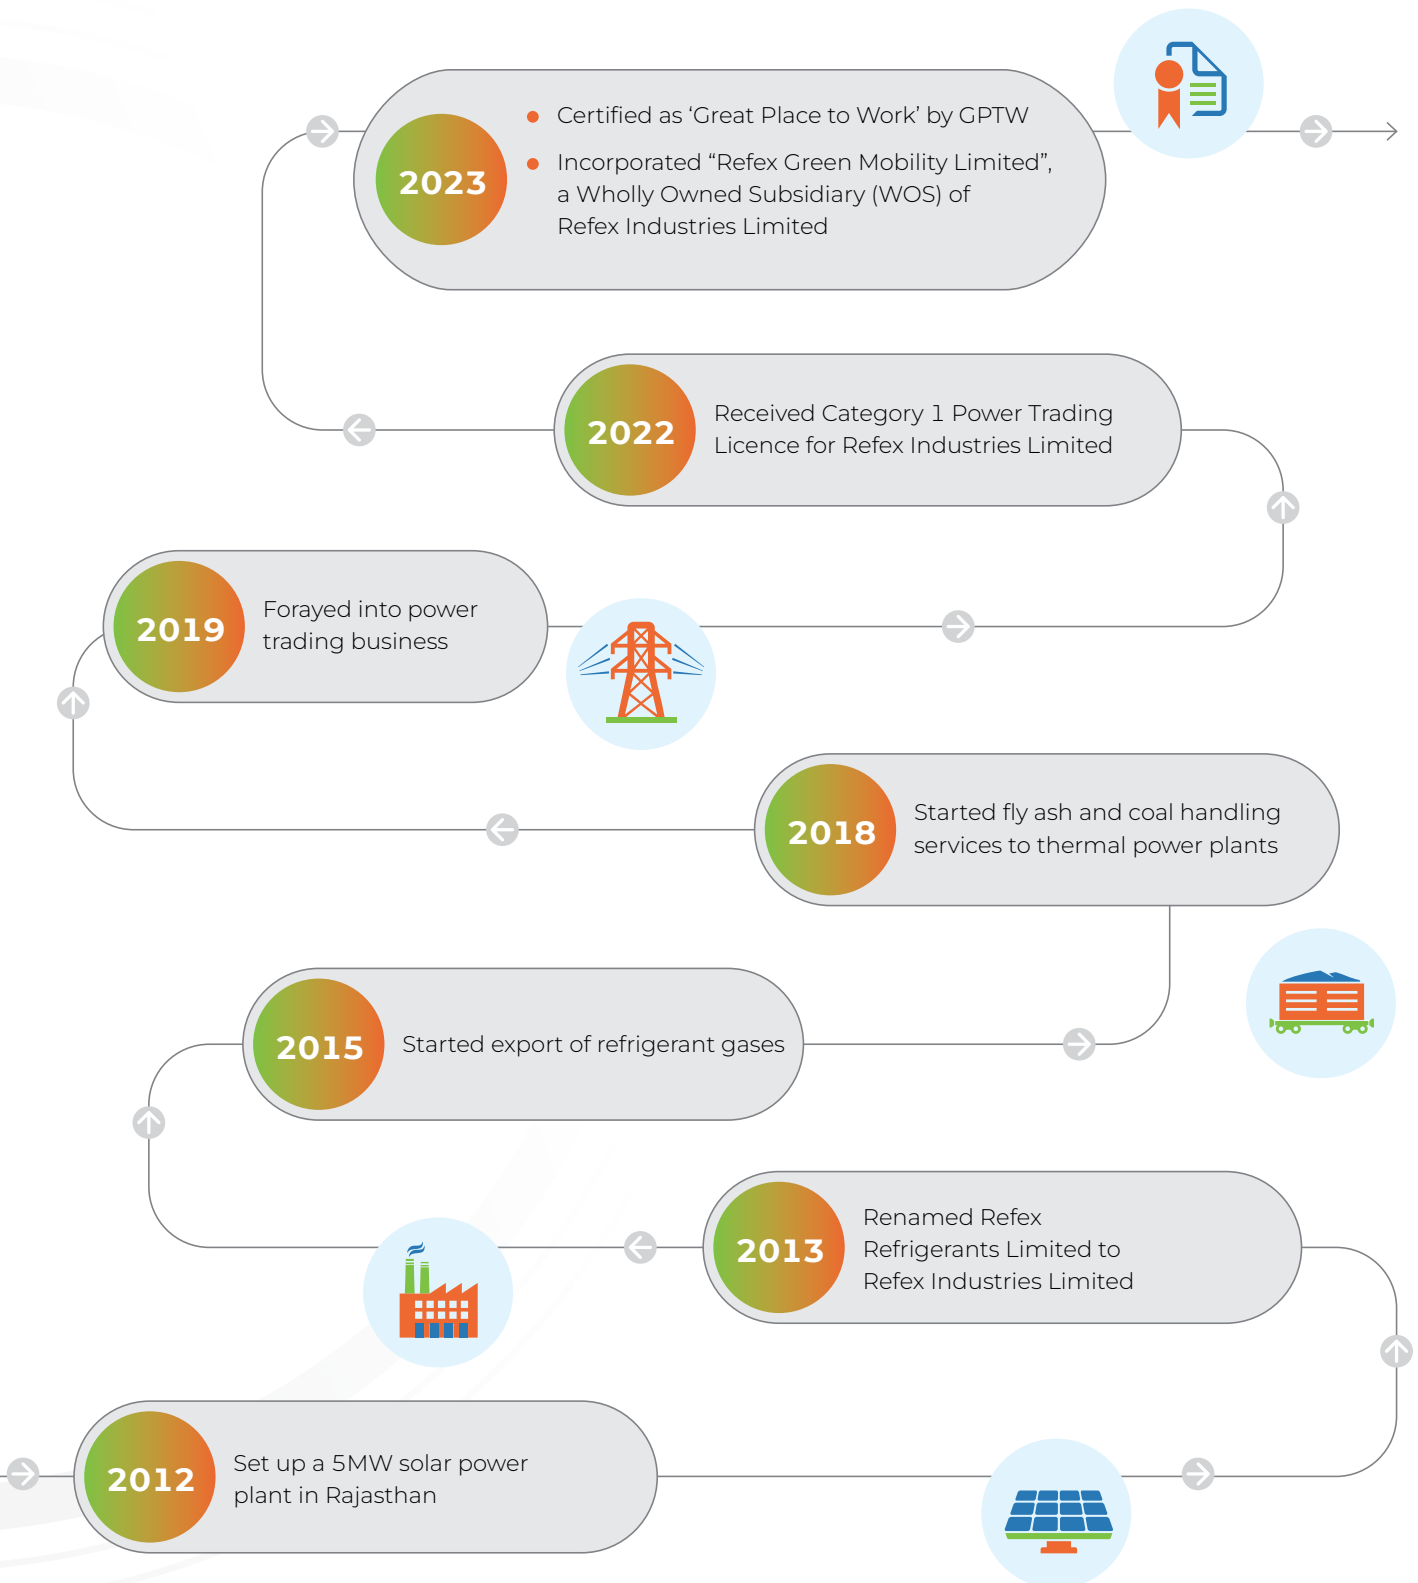 2023
• Certified as ‘Great Place to Work’ by GPTW
• Incorporated “Refex Green Mobility Limited”,
a Wholly Owned Subsidiary (WOS) of
Refex Industries Limited
2022
Received Category 1 Power Trading
Licence for Refex Industries Limited
2019
Forayed into power
trading business
2018
Started fly ash and coal handling
services to thermal power plants
2015
Started export of refrigerant gases
2013
Renamed Refex
Refrigerants Limited to
Refex Industries Limited
2012
Set up a 5MW solar power
plant in Rajasthan